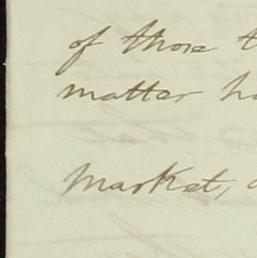 of those
matter
Market,